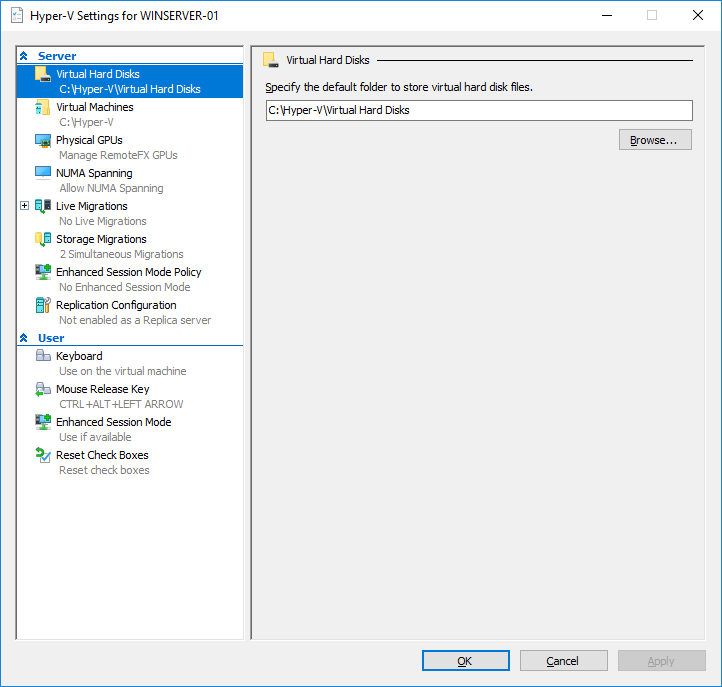 Hyper-V Settings for WINSERVER-01
Server
Virtual Hard Disks
C:\Hyper-V\Virtual Hard Disks
Virtual Machines
C:\Hyper-V
Physical GPUs
Manage RemoteFX GPUs
NUMA Spanning
Allow NUMA Spanning
Live Migrations
No Live Migrations
Storage Migrations
2 Simultaneous Migrations
Enhanced Session Mode Policy
No Enhanced Session Mode
Replication Configuration
Not enabled as a Replica server
User
Keyboard
Use on the virtual machine
Mouse Release Key
CTRL+ALT+LEFT ARROW
Enhanced Session Mode
Use if available
Reset Check Boxes
Reset check boxes
Virtual Hard Disks
Specify the default folder to store virtual hard disk files.
C:\Hyper-V\Virtual Hard Disks
Browse...
OK
Cancel
Apply